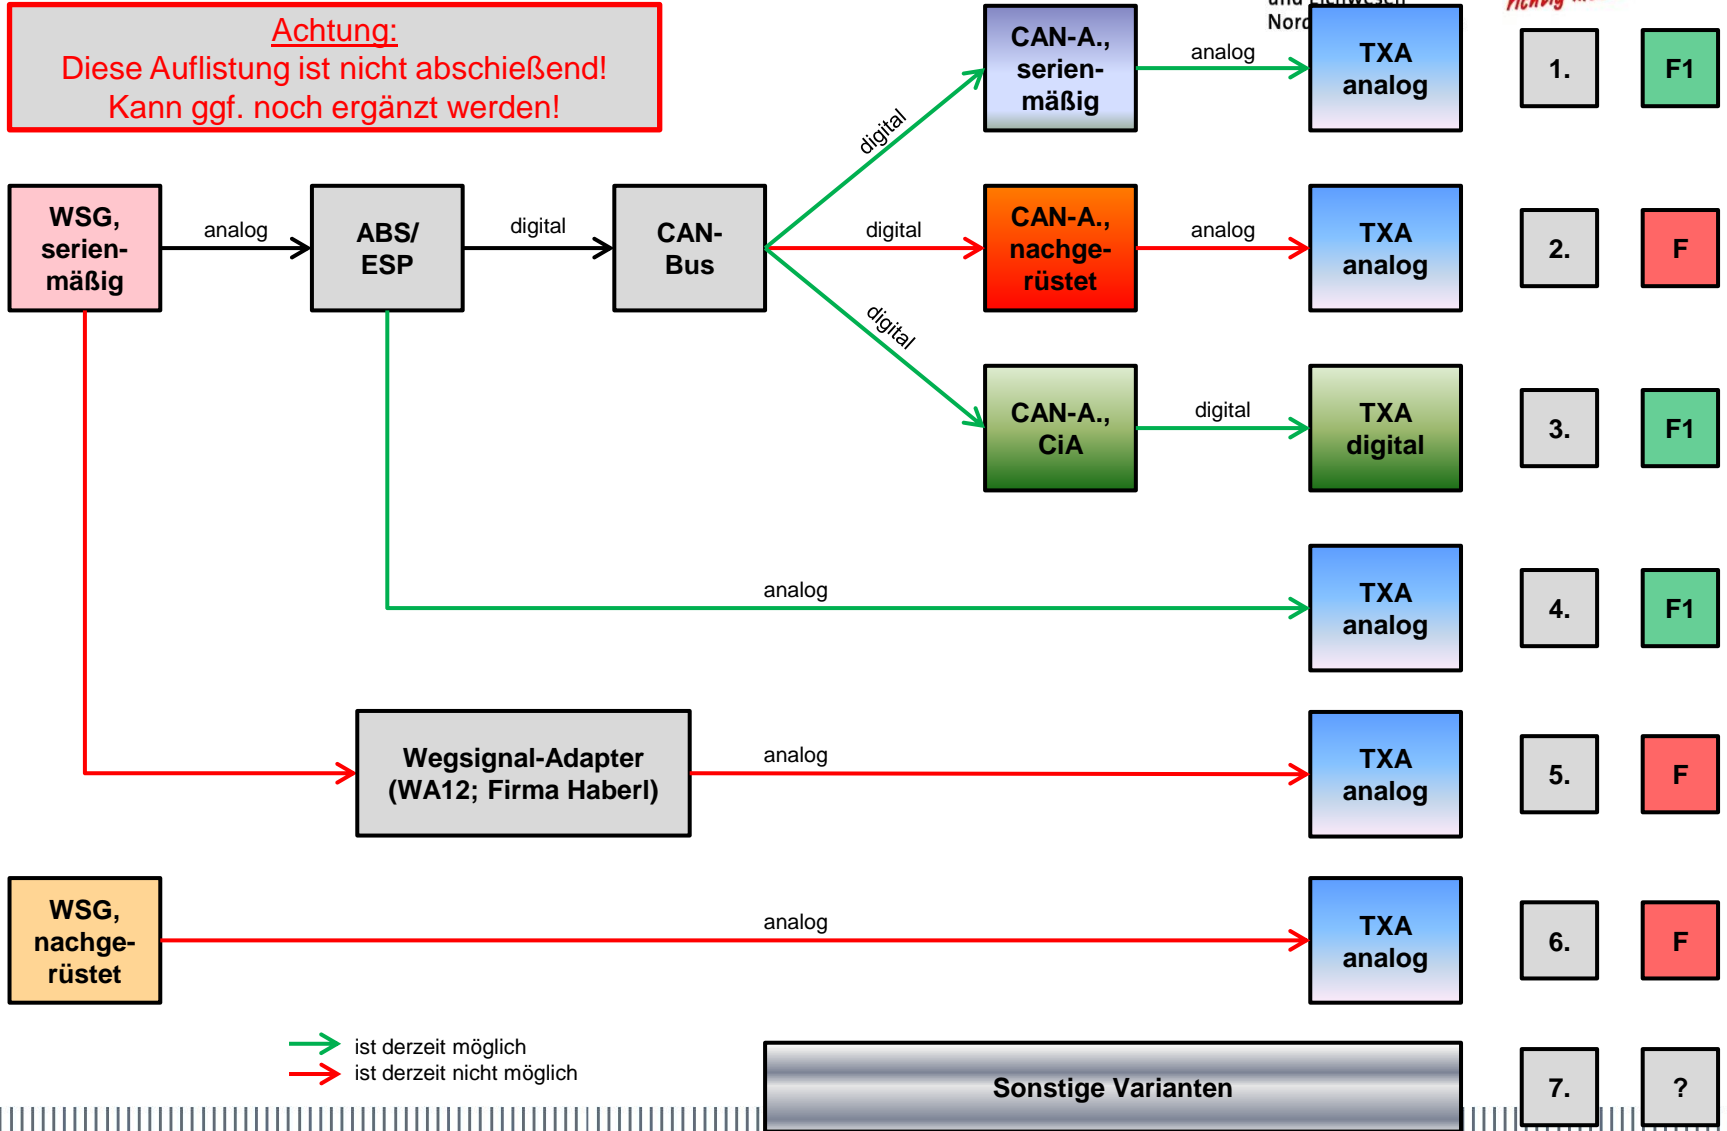 Achtung:
Diese Auflistung ist nicht abschießend!
Kann ggf. noch ergänzt werden!
Nord
CAN-A.,
serien-
mäßig
analog
TXA
analog
1.
F1
digital
WSG,
serien-
mäßig
analog
ABS/
ESP
digital
CAN-
Bus
digital
CAN-A.,
nachge-
rüstet
analog
TXA
analog
2.
F
digital
CAN-A.,
CiA
digital
TXA
digital
3.
F1
analog
TXA
analog
4.
F1
Wegsignal-Adapter
(WA12; Firma Haberl)
analog
TXA
analog
5.
F
WSG,
nachge-
rüstet
analog
TXA
analog
6.
F
ist derzeit möglich
ist derzeit nicht möglich
Sonstige Varianten
7.
?